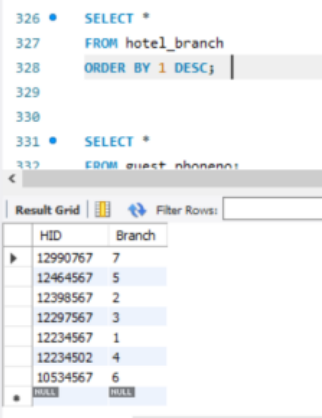 326 SELECT *
327 FROM hotel_branch
328 ORDER BY 1 DESC;
329
330
331 SELECT *
332 FROM guest_phoneno;
Result Grid Filter Rows:
HID Branch
12990767 7
12464567 5
12398567 2
12297567 3
12234567 1
12234502 4
10534567 6
NULL NULL